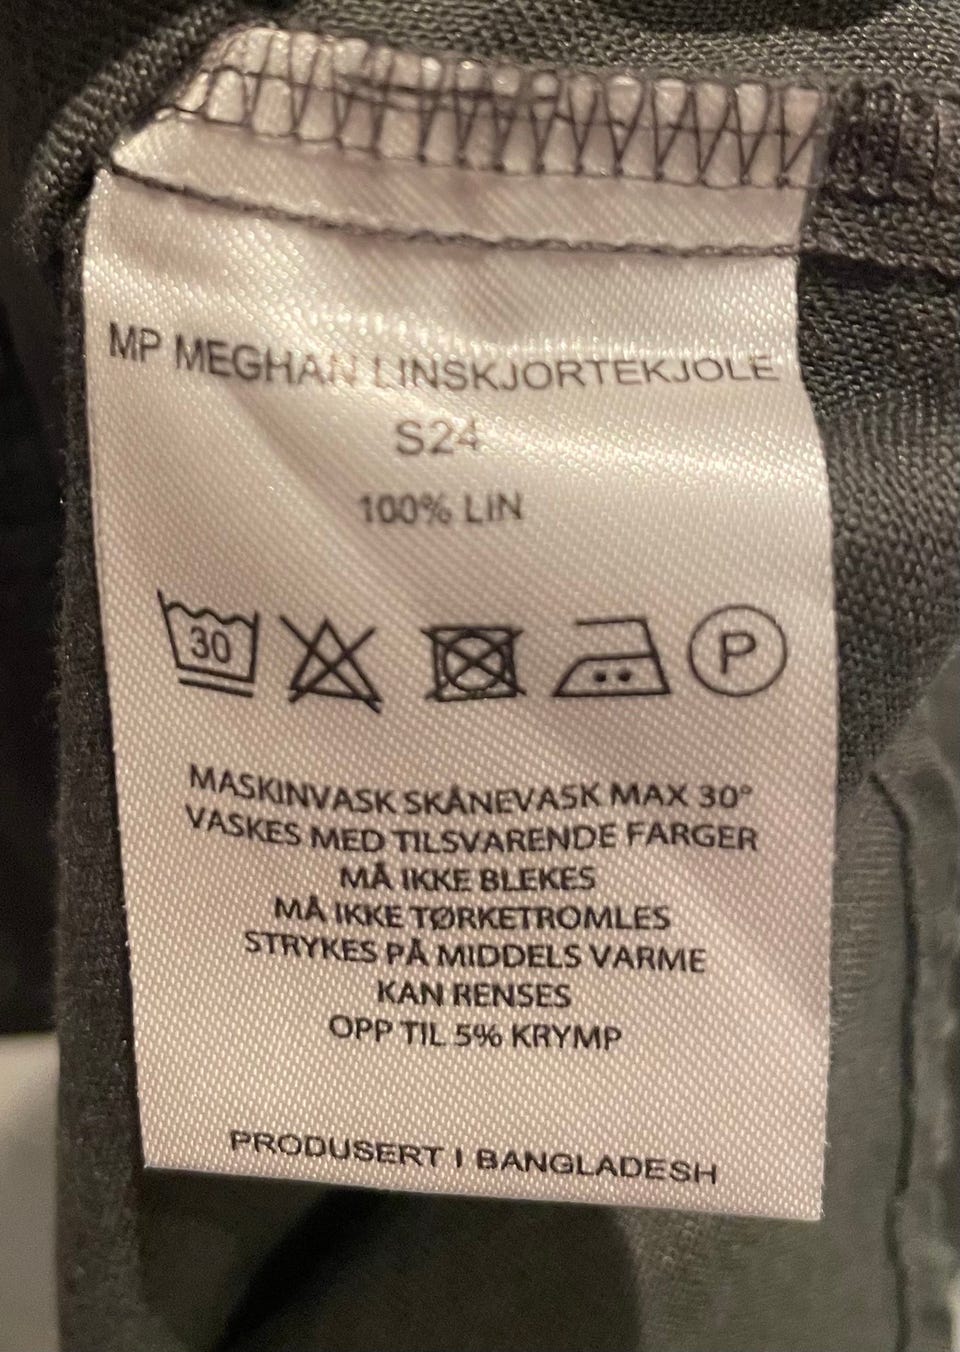 MP MEGHAN LINSKJORTEKJOLE
S24
100% LIN
30 P
MASKINVASK SKÅNEVASK MAX 30°
VASKES MED TILSVARENDE FARGER
MÅ IKKE BLEKES
MÅ IKKE TØRKETROMLES
STRYKES PÅ MIDDELS VARME
KAN RENSES
OPP TIL 5% KRYMP
PRODUSERT I BANGLADESH